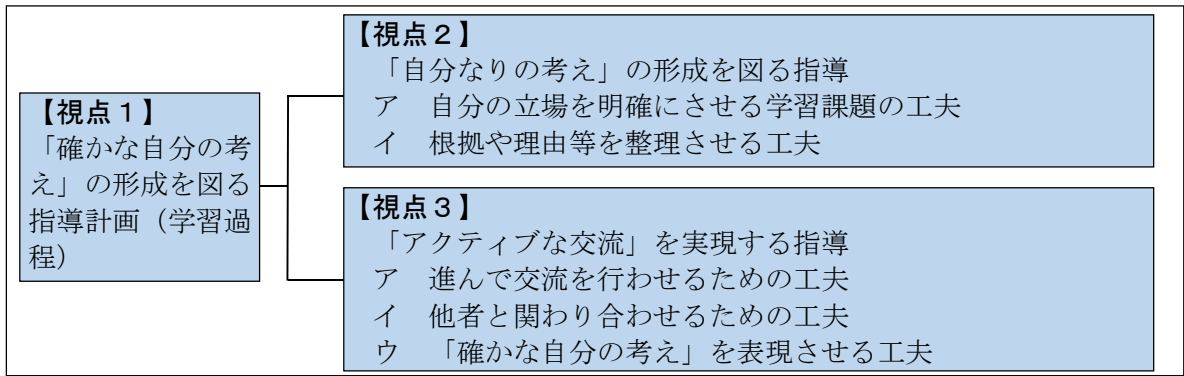 【視点１】
「確かな自分の考
え」の形成を図る
指導計画（学習過
程）
【視点２】
「自分なりの考え」の形成を図る指導
ア　自分の立場を明確にさせる学習課題の工夫
イ　根拠や理由等を整理させる工夫
【視点３】
「アクティブな交流」を実現する指導
ア　進んで交流を行わせるための工夫
イ　他者と関わり合わせるための工夫
ウ　「確かな自分の考え」を表現させる工夫